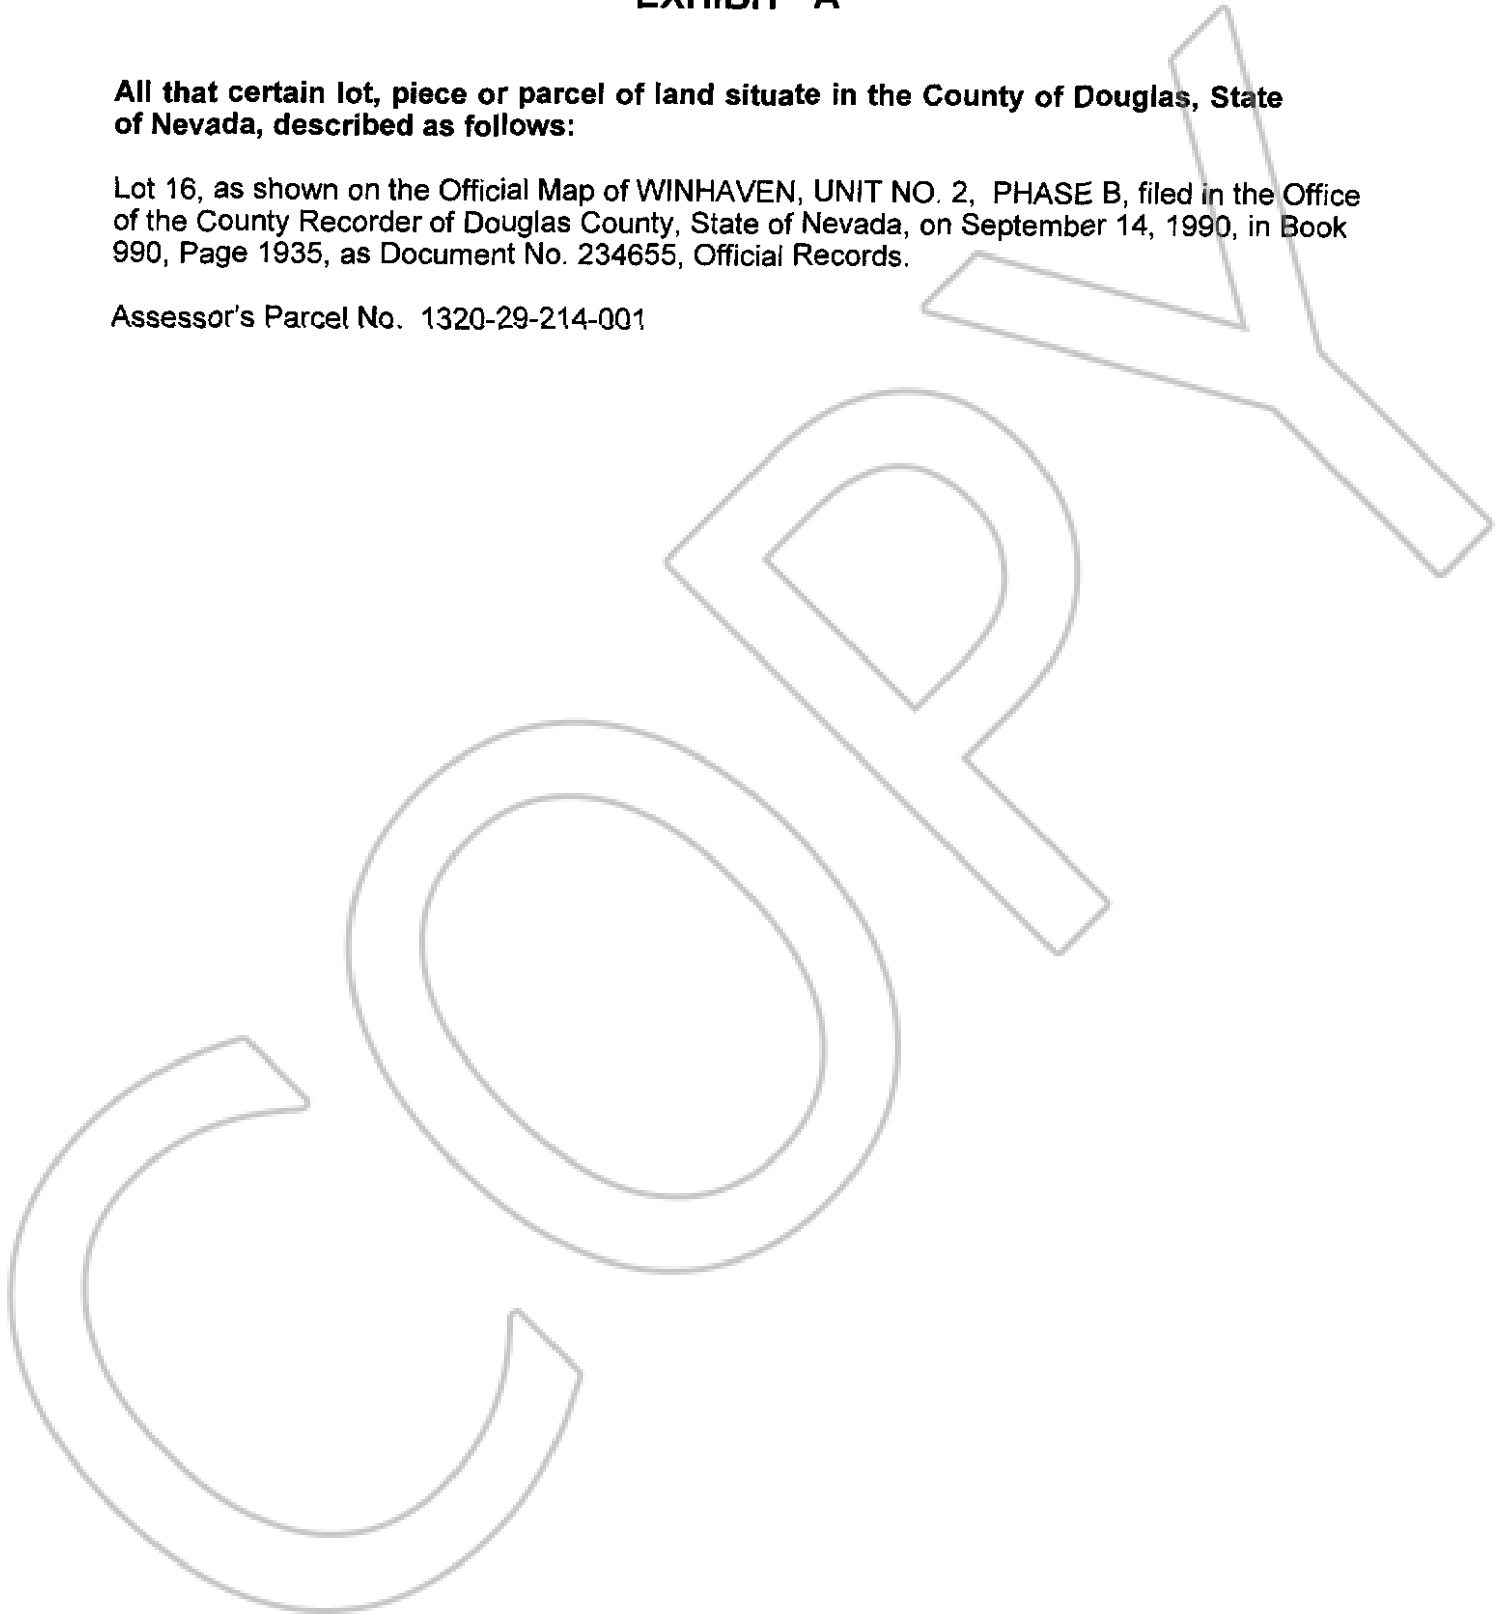 EXHIBIT A
All that certain lot, piece or parcel of land situate in the County of Douglas, State
of Nevada, described as follows:
Lot 16, as shown on the Official Map of WINHAVEN, UNIT NO. 2, PHASE B, filed in the Office
of the County Recorder of Douglas County, State of Nevada, on September 14, 1990, in Book
990, Page 1935, as Document No. 234655, Official Records.
Assessor's Parcel No. 1320-29-214-001
COPY